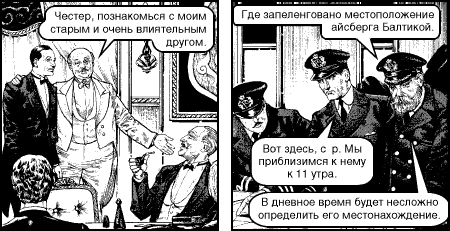 Честер, познакомься с моим
старым и очень влиятельным
другом.
Где запеленговано местоположение
айсберга Балтикой.
Вот здесь, с р. Мы
приблизимся к нему
к 11 утра.
В дневное время будет несложно
определить его местонахождение.